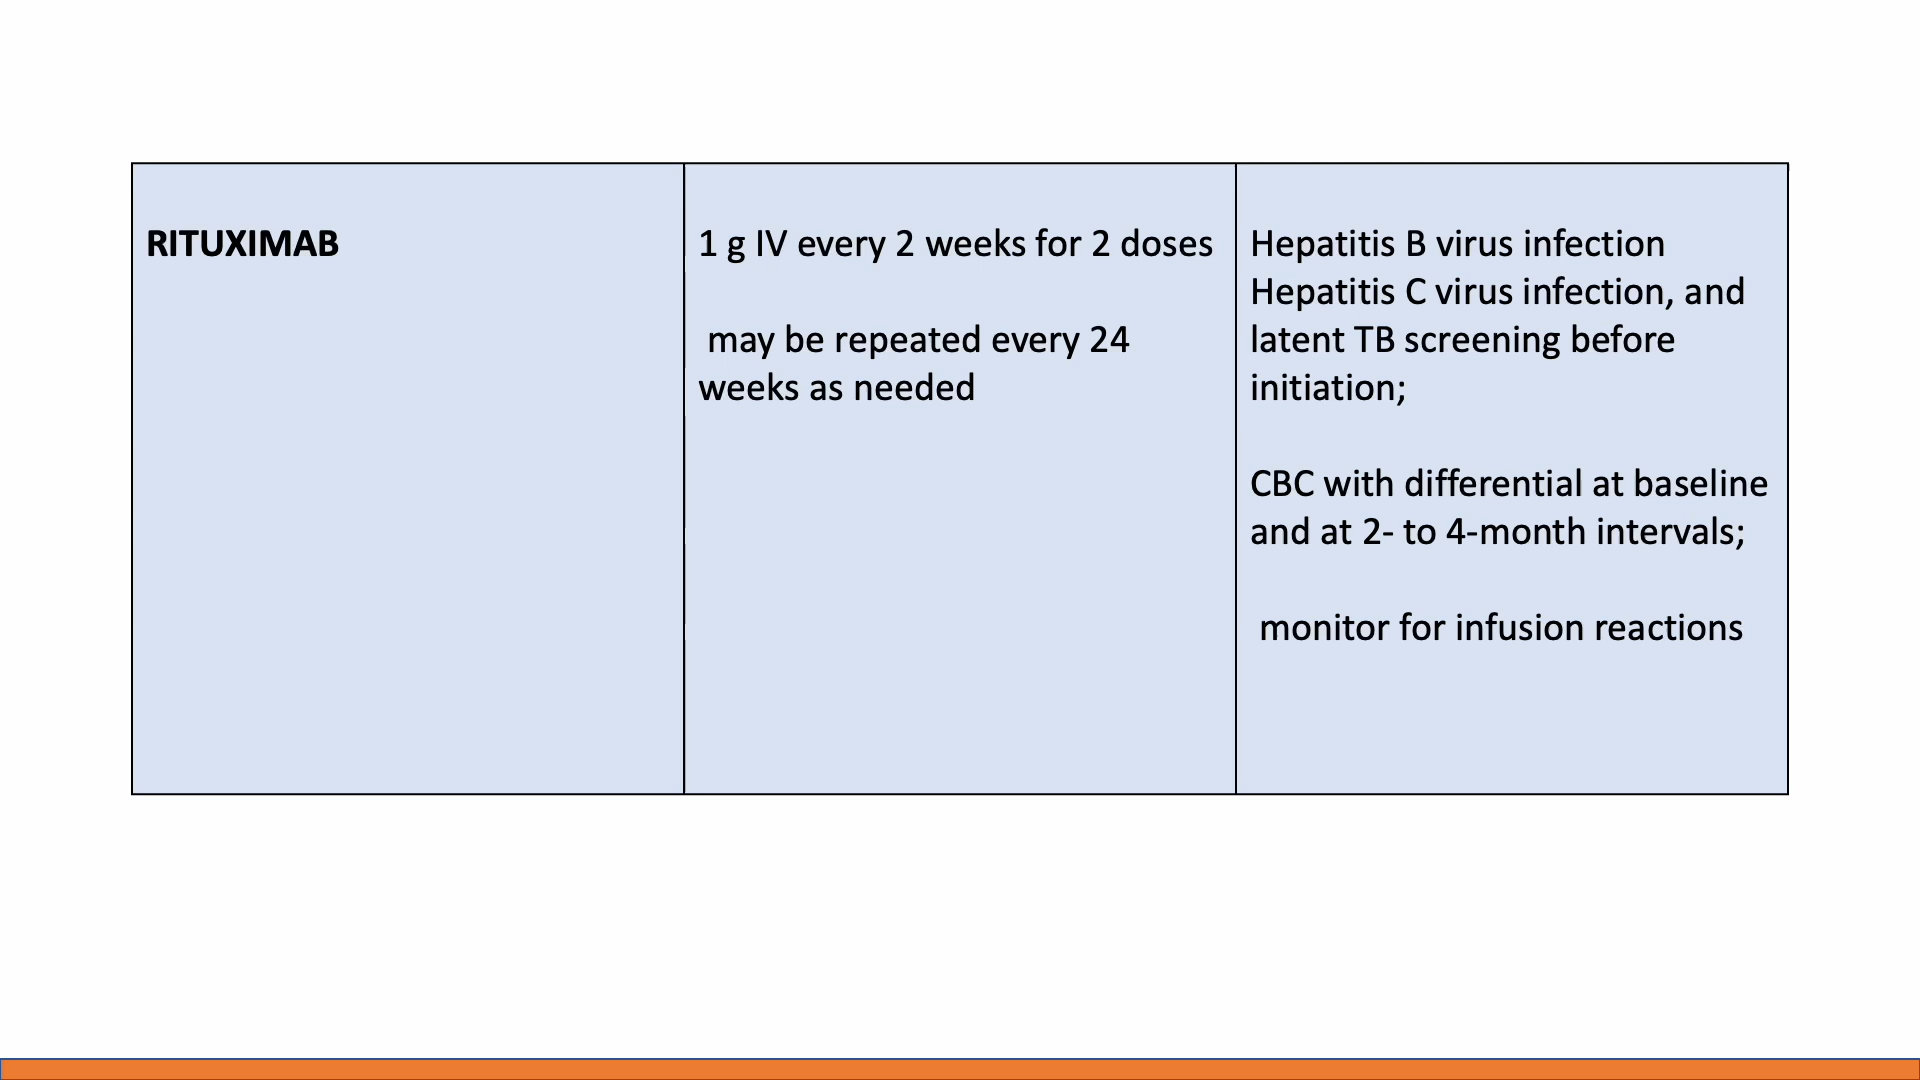 RITUXIMAB
1 g IV every 2 weeks for 2 doses
may be repeated every 24
weeks as needed
Hepatitis B virus infection
Hepatitis C virus infection, and
latent TB screening before
initiation;
CBC with differential at baseline
and at 2- to 4-month intervals;
monitor for infusion reactions